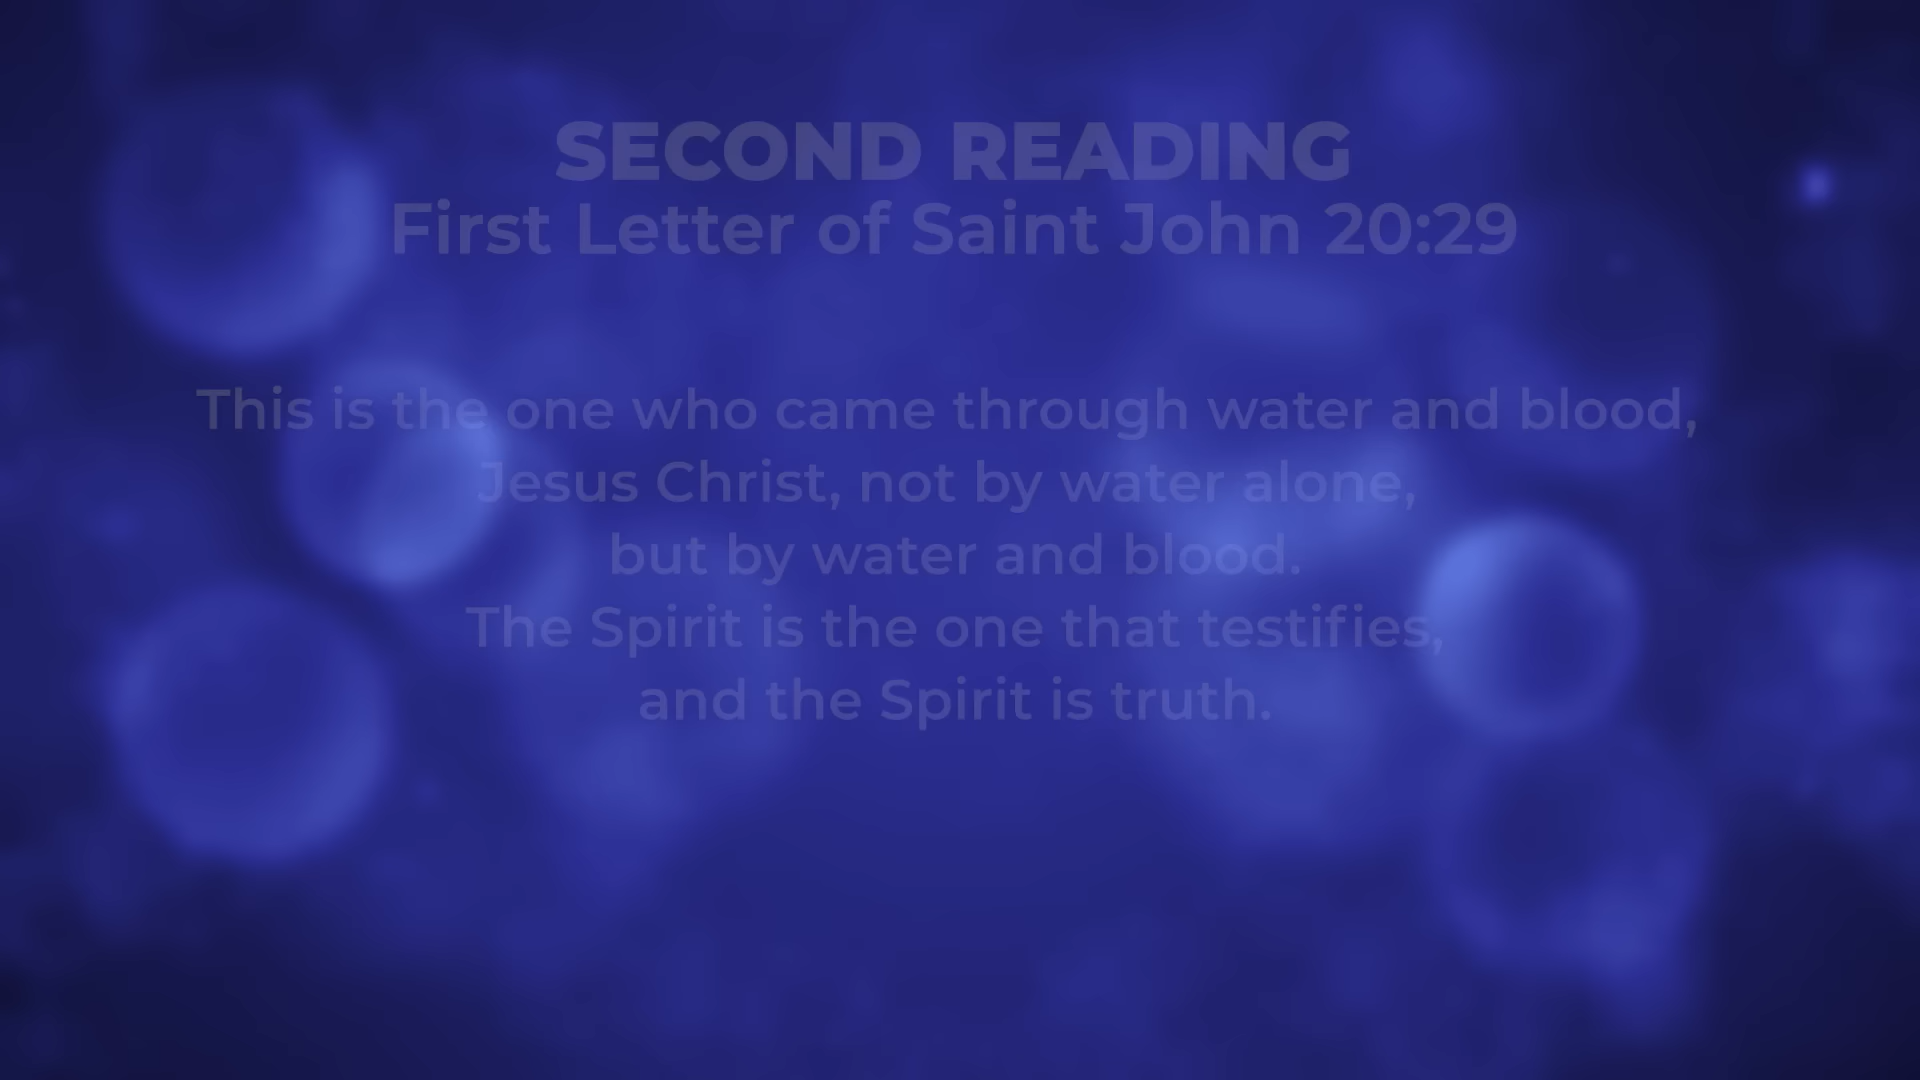 SECOND READING
First Letter of Saint John 20:29
This is the one who came through water and blood,
Jesus Christ, not by water alone,
but by water and blood.
The Spirit is the one that testifies,
and the Spirit is truth.